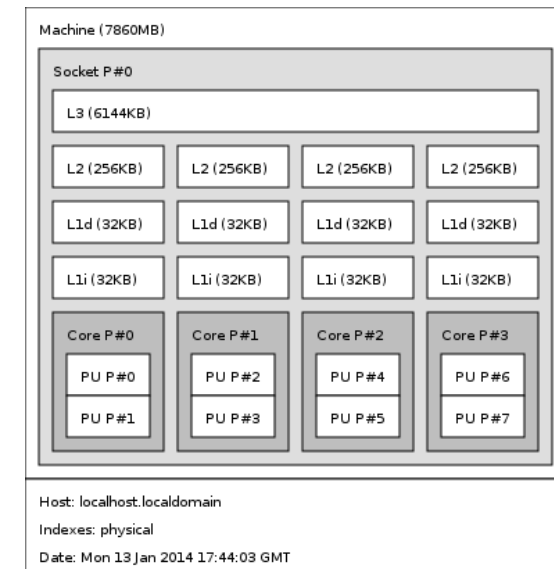 Machine (7860MB)
Socket P#0
L3 (6144KB)
L2 (256KB) L2 (256KB) L2 (256KB) L2 (256KB)
L1d (32KB) L1d (32KB) L1d (32KB) L1d (32KB)
L1i (32KB) L1i (32KB) L1i (32KB) L1i (32KB)
Core P#0 Core P#1 Core P#2 Core P#3
PU P#0 PU P#2 PU P#4 PU P#6
PU P#1 PU P#3 PU P#5 PU P#7
Host: localhost.localdomain
Indexes: physical
Date: Mon 13 Jan 2014 17:44:03 GMT